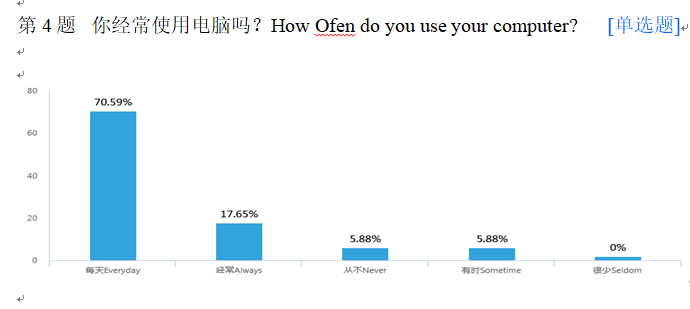 第 4 题 你经常使用电脑吗？How Ofen do you use your computer? [单选题]
80
70.59%
60
40
20
17.65%
5.88%
5.88%
0%
0
每天Everyday
经常Always
从不Never
有时Sometime
很少Seldom